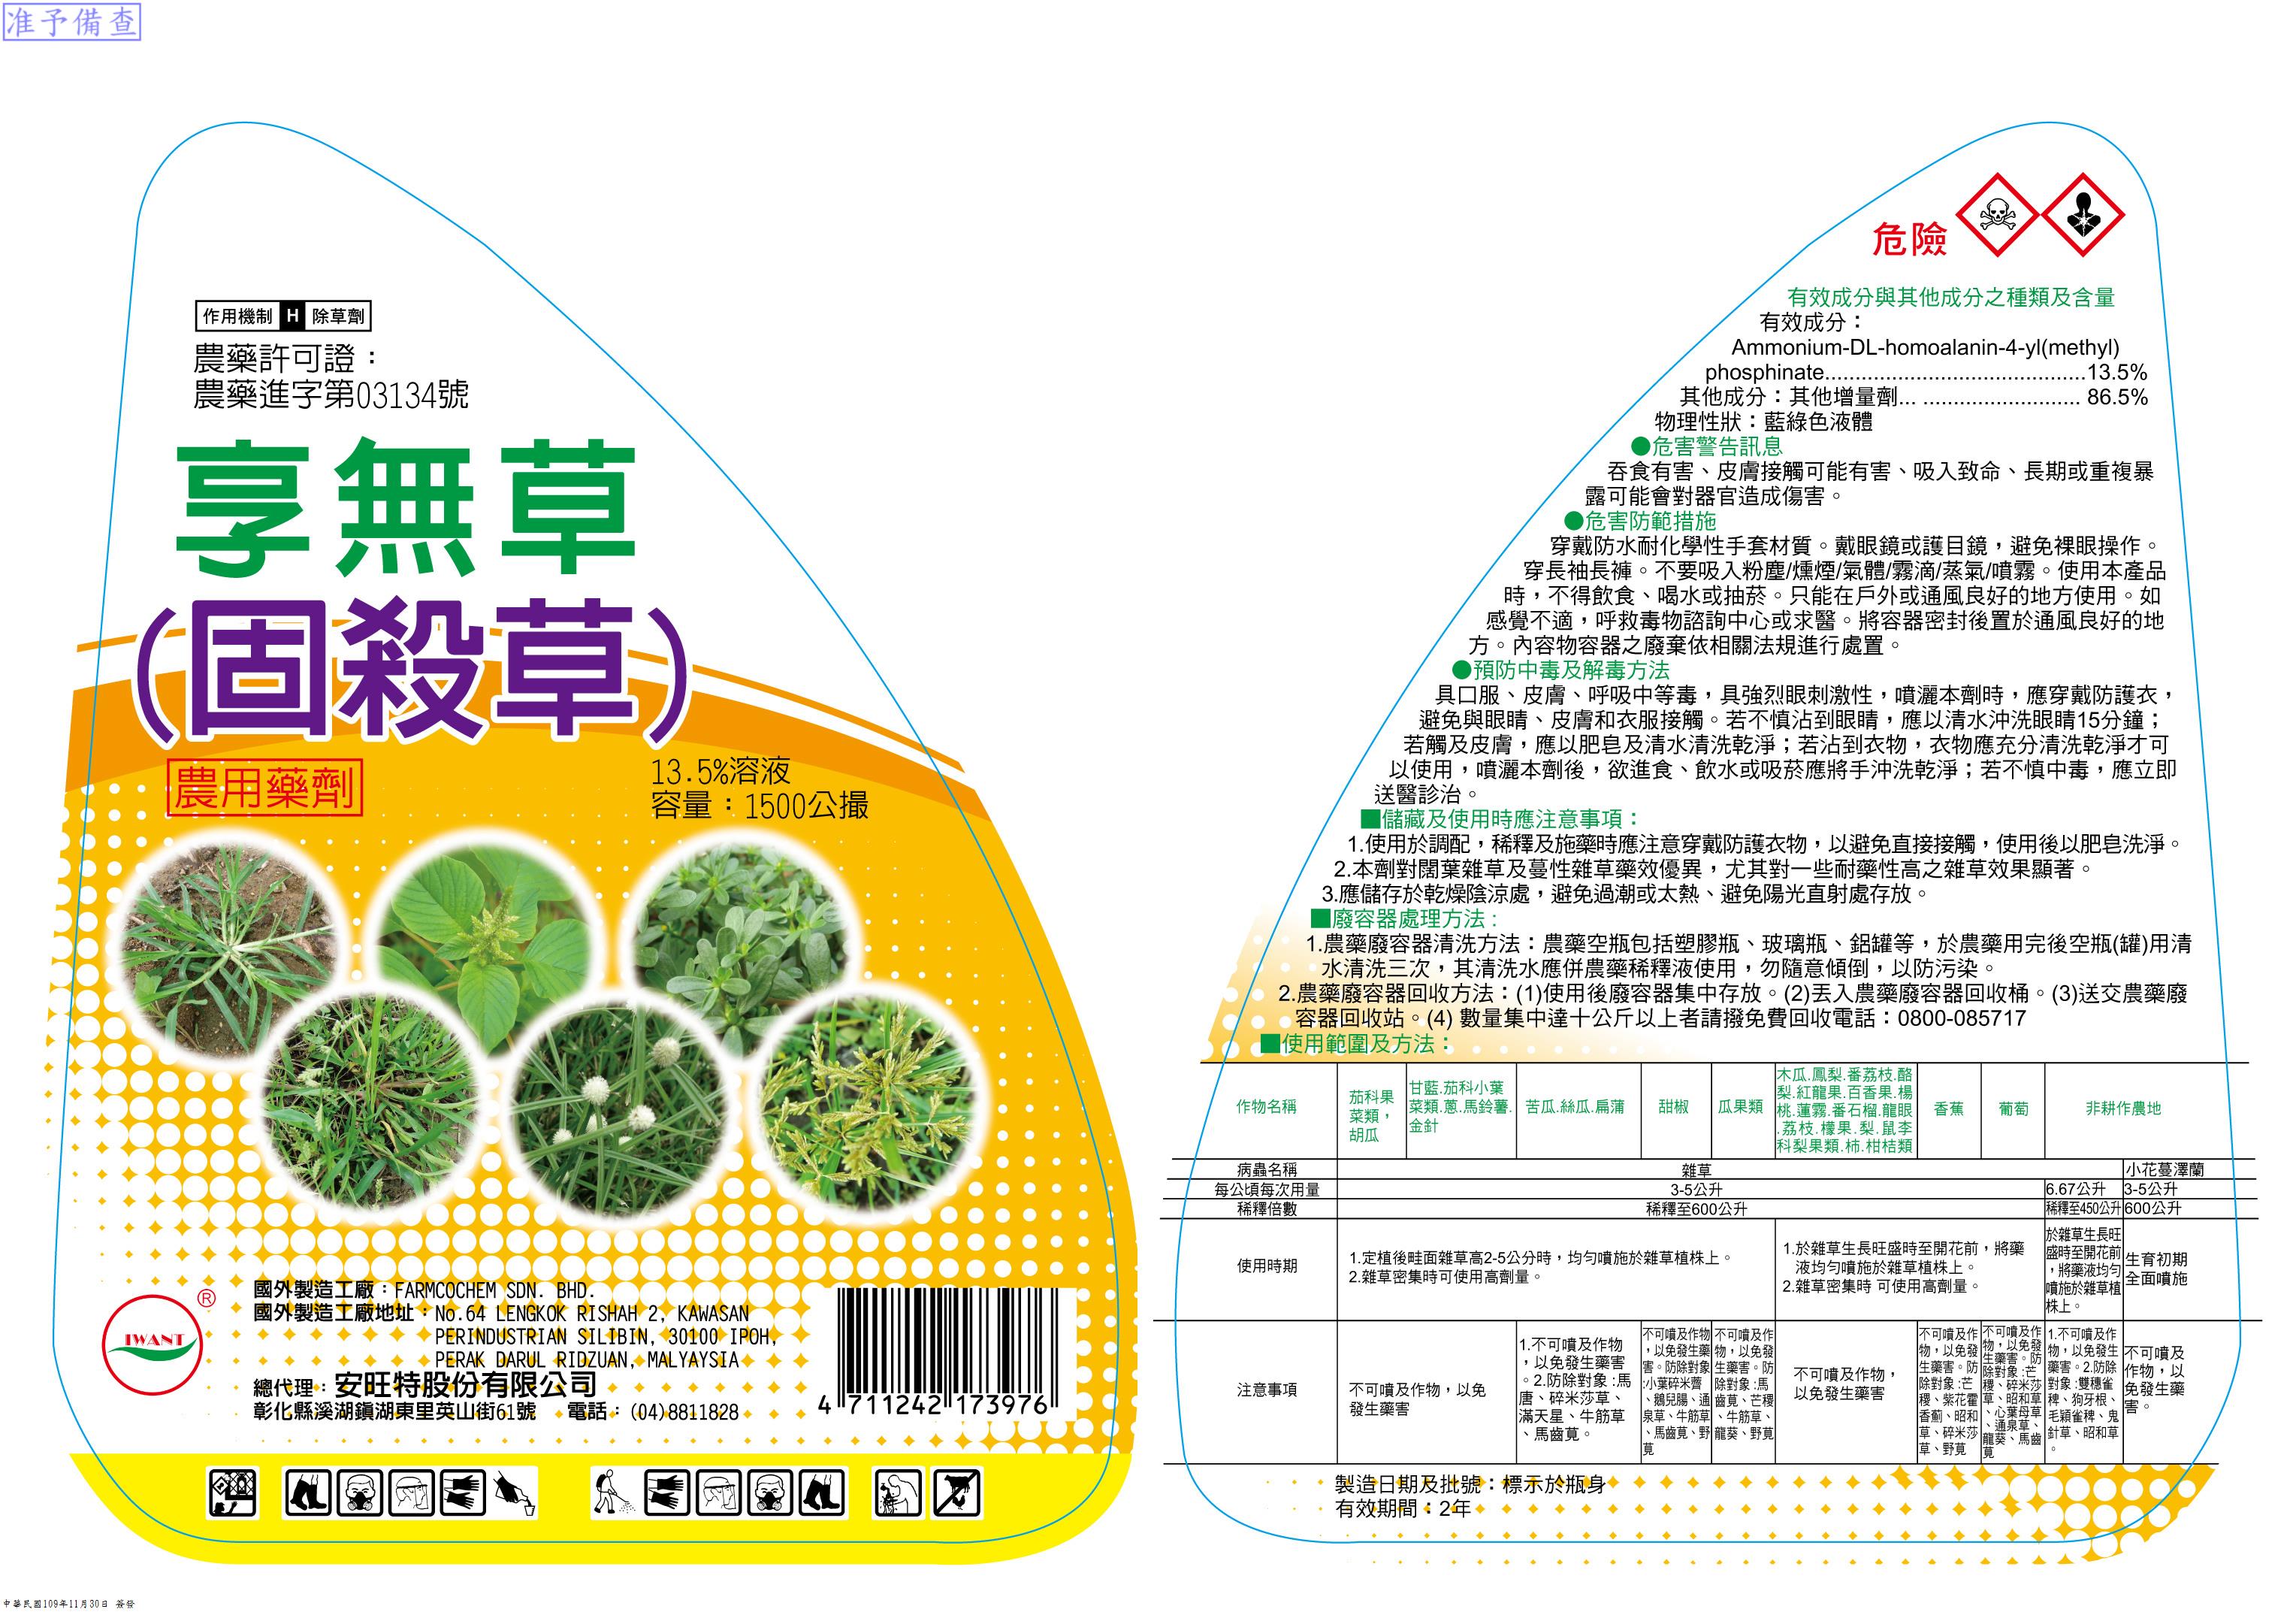 准予備查
作用機制 H 除草劑
農藥許可證：
農藥進字第03134號
享無草
(固殺草)
農用藥劑
13.5%溶液
容量：1500公撮
IWANT
®
國外製造工廠：FARMCOCHEM SDN. BHD.
國外製造工廠地址：No.64 LENGKOK RISHAH 2, KAWASAN
PERINDUSTRIAN SILIBIN, 30100 IPOH,
PERAK DARUL RIDZUAN, MALYAYSIA
總代理：安旺特股份有限公司
彰化縣溪湖鎮湖東里英山街61號　電話：(04)8811828
4 711242 173976
危險
有效成分與其他成分之種類及含量
有效成分：
Ammonium-DL-homoalanin-4-yl(methyl)
phosphinate...........................................13.5%
其他成分：其他增量劑... .......................... 86.5%
物理性狀：藍綠色液體
●危害警告訊息
吞食有害、皮膚接觸可能有害、吸入致命、長期或重複暴
露可能會對器官造成傷害。
●危害防範措施
穿戴防水耐化學性手套材質。戴眼鏡或護目鏡，避免裸眼操作。
穿長袖長褲。不要吸入粉塵/燻煙/氣體/霧滴/蒸氣/噴霧。使用本產品
時，不得飲食、喝水或抽菸。只能在戶外或通風良好的地方使用。如
感覺不適，呼救毒物諮詢中心或求醫。將容器密封後置於通風良好的地
方。內容物容器之廢棄依相關法規進行處置。
●預防中毒及解毒方法
具口服、皮膚、呼吸中等毒，具強烈眼刺激性，噴灑本劑時，應穿戴防護衣，
避免與眼睛、皮膚和衣服接觸。若不慎沾到眼睛，應以清水沖洗眼睛15分鐘；
若觸及皮膚，應以肥皂及清水清洗乾淨；若沾到衣物，衣物應充分清洗乾淨才可
以使用，噴灑本劑後，欲進食、飲水或吸菸應將手沖洗乾淨；若不慎中毒，應立即
送醫診治。
■儲藏及使用時應注意事項：
1.使用於調配，稀釋及施藥時應注意穿戴防護衣物，以避免直接接觸，使用後以肥皂洗淨。
2.本劑對闊葉雜草及蔓性雜草藥效優異，尤其對一些耐藥性高之雜草效果顯著。
3.應儲存於乾燥陰涼處，避免過潮或太熱、避免陽光直射處存放。
■廢容器處理方法：
1.農藥廢容器清洗方法：農藥空瓶包括塑膠瓶、玻璃瓶、鋁罐等，於農藥用完後空瓶(罐)用清
水清洗三次，其清洗水應併農藥稀釋液使用，勿隨意傾倒，以防污染。
2.農藥廢容器回收方法：(1)使用後廢容器集中存放。(2)丟入農藥廢容器回收桶。(3)送交農藥廢
容器回收站。(4) 數量集中達十公斤以上者請撥免費回收電話：0800-085717
■使用範圍及方法：
作物名稱
茄科果
菜類，
胡瓜
甘藍.茄科小葉
菜類.蔥.馬鈴薯.
金針
苦瓜.絲瓜.扁蒲
甜椒
瓜果類
木瓜.鳳梨.番荔枝.酪
梨.紅龍果.百香果.楊
桃.蓮霧.番石榴.龍眼
.荔枝.檬果.梨.鼠李
科梨果類.柿.柑桔類
香蕉
葡萄
非耕作農地
病蟲名稱
雜草
小花蔓澤蘭
每公頃每次用量
3-5公升
6.67公升
3-5公升
稀釋倍數
稀釋至600公升
稀釋至450公升
600公升
使用時期
1.定植後畦面雜草高2-5公分時，均勻噴施於雜草植株上。
2.雜草密集時可使用高劑量。
1.於雜草生長旺盛時至開花前，將藥
液均勻噴施於雜草植株上。
2.雜草密集時 可使用高劑量。
於雜草生長旺
盛時至開花前
，將藥液均勻
噴施於雜草植
株上。
生育初期
全面噴施
注意事項
不可噴及作物，以免
發生藥害
1.不可噴及作物
，以免發生藥害
。2.防除對象:馬
唐、碎米莎草、
滿天星、牛筋草
、馬齒莧。
不可噴及作物
，以免發生藥
害。防除對象
:小葉碎米薺
、鵝兒腸、通
泉草、牛筋草
、馬齒莧、野
莧
不可噴及作
物，以免發
生藥害。防
除對象:馬
齒莧、芒稷
、牛筋草、
龍葵、野莧
不可噴及作物，
以免發生藥害
不可噴及作
物，以免發
生藥害。防
除對象:芒
稷、紫花霍
香薊、昭和
草、碎米莎
草、野莧
不可噴及作
物，以免發
生藥害。防
除對象:芒
稷、碎米莎
草、昭和草
、心葉母草
、通泉草、
龍葵、馬齒
莧
1.不可噴及作
物，以免發生
藥害。2.防除
對象:雙穗雀
稗、狗牙根、
毛穎雀稗、鬼
針草、昭和草
。
不可噴及
作物，以
免發生藥
害。
製造日期及批號：標示於瓶身
有效期間：2年
中華民國109年11月30日 簽發